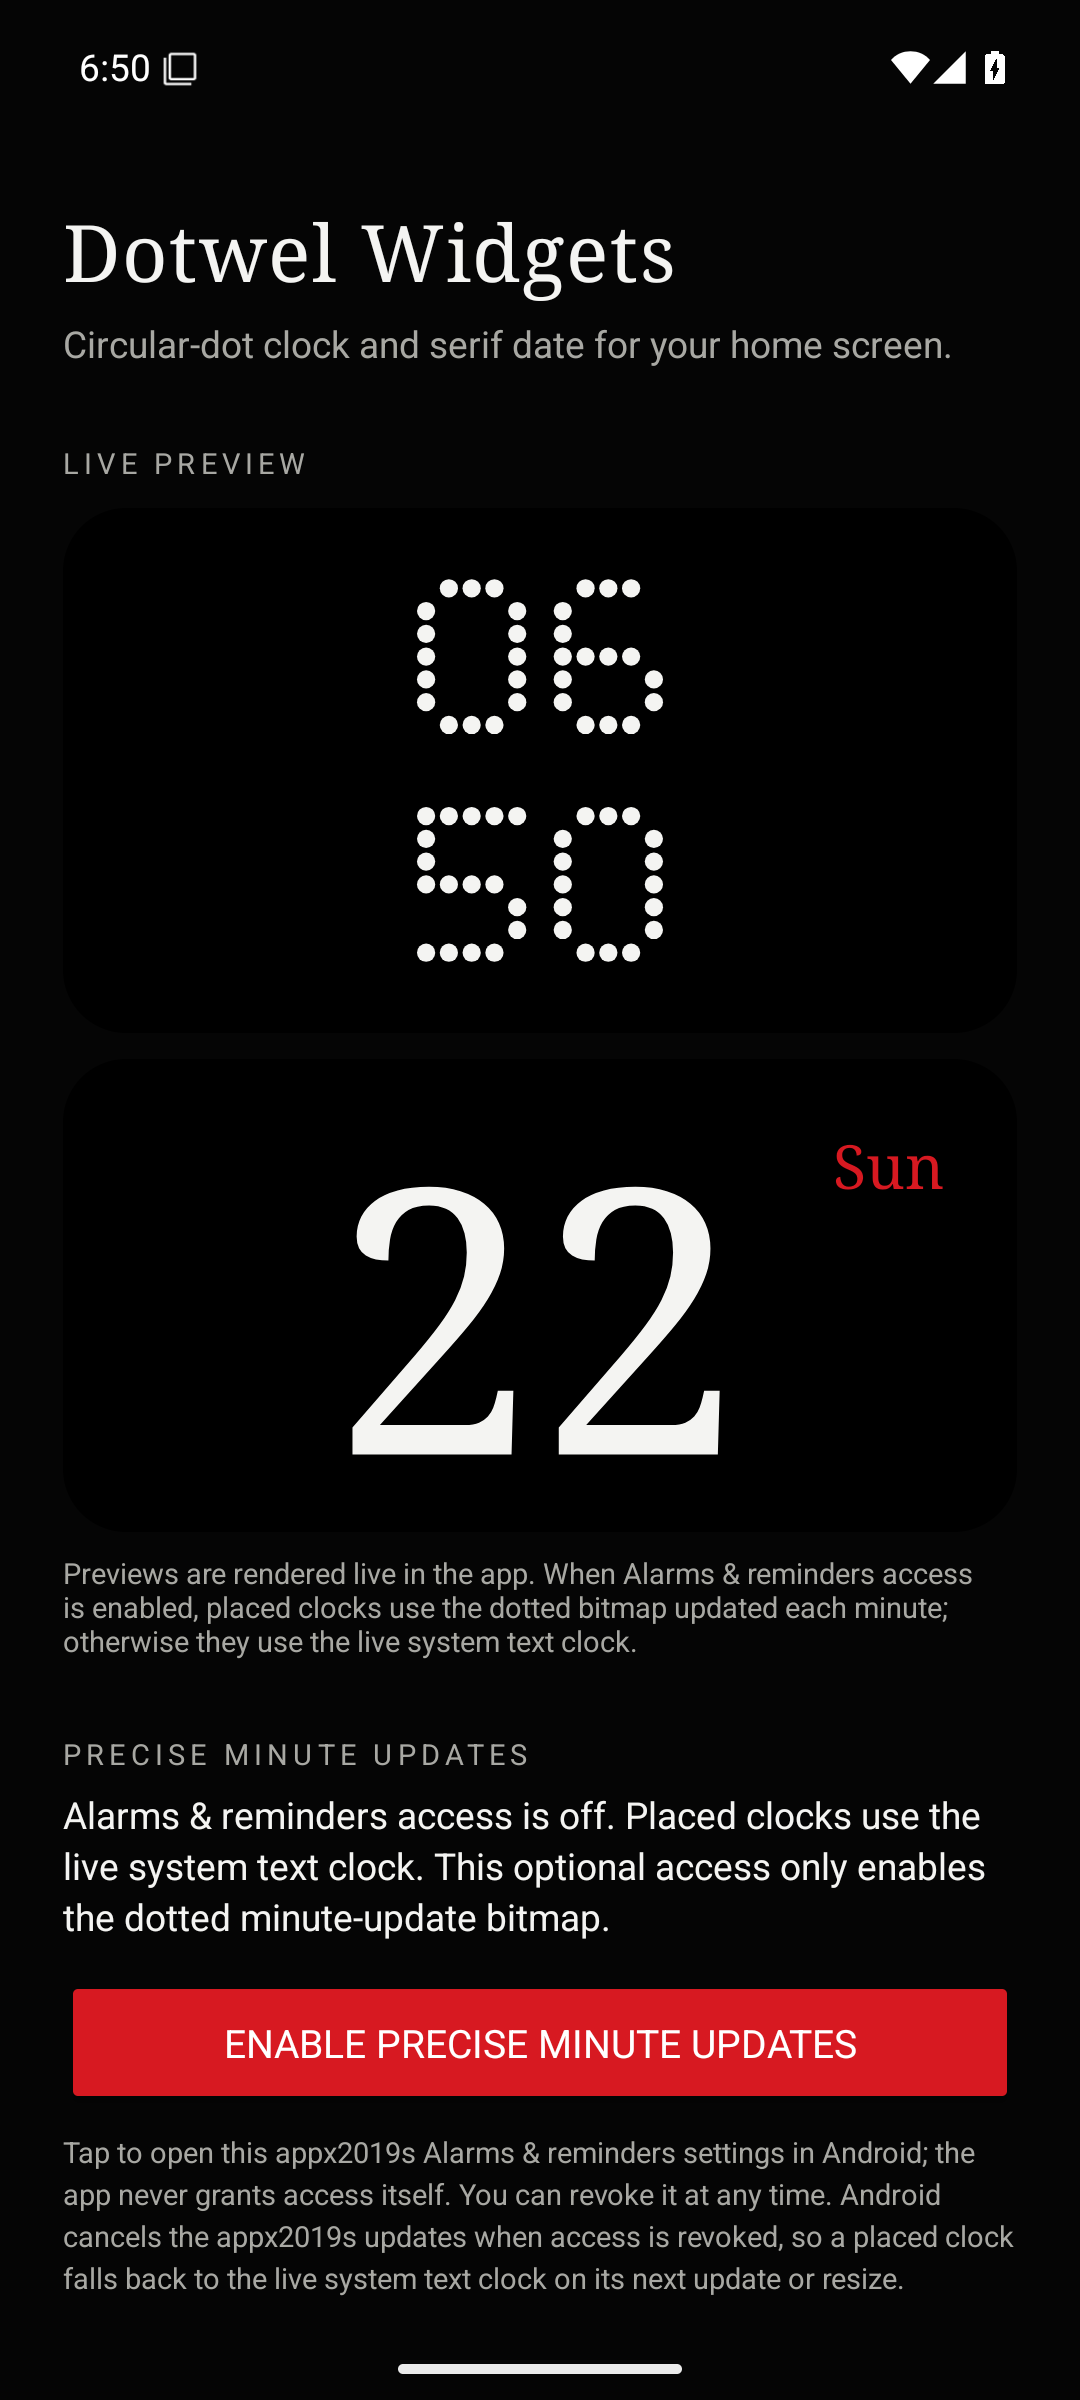 6:50
Dotwel Widgets
Circular-dot clock and serif date for your home screen.
LIVE PREVIEW
06
50
Sun
22
Previews are rendered live in the app. When Alarms & reminders access
is enabled, placed clocks use the dotted bitmap updated each minute;
otherwise they use the live system text clock.
PRECISE MINUTE UPDATES
Alarms & reminders access is off. Placed clocks use the
live system text clock. This optional access only enables
the dotted minute-update bitmap.
ENABLE PRECISE MINUTE UPDATES
Tap to open this appx2019s Alarms & reminders settings in Android; the
app never grants access itself. You can revoke it at any time. Android
cancels the appx2019s updates when access is revoked, so a placed clock
falls back to the live system text clock on its next update or resize.